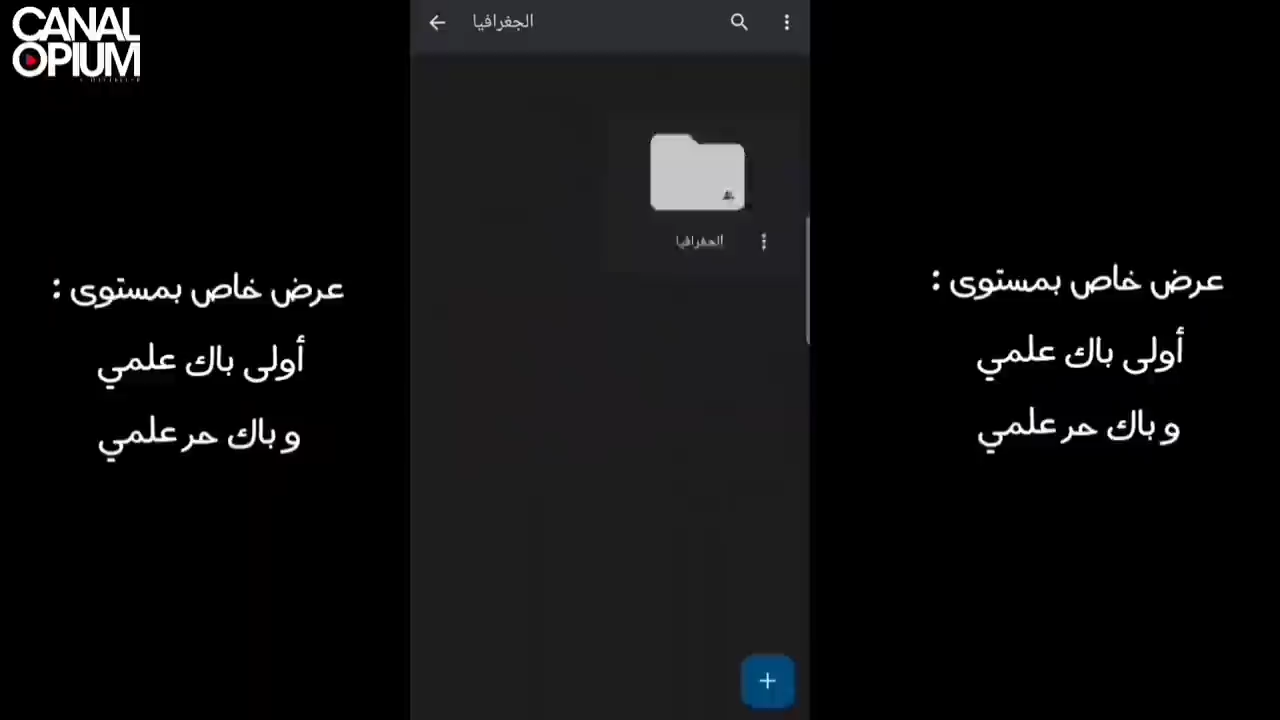 CANAL
OPIUM
الجغرافيا
الجغرافيا
عرض خاص بمستوى :
أولى باك علمي
و باك حر علمي
عرض خاص بمستوى :
أولى باك علمي
و باك حر علمي